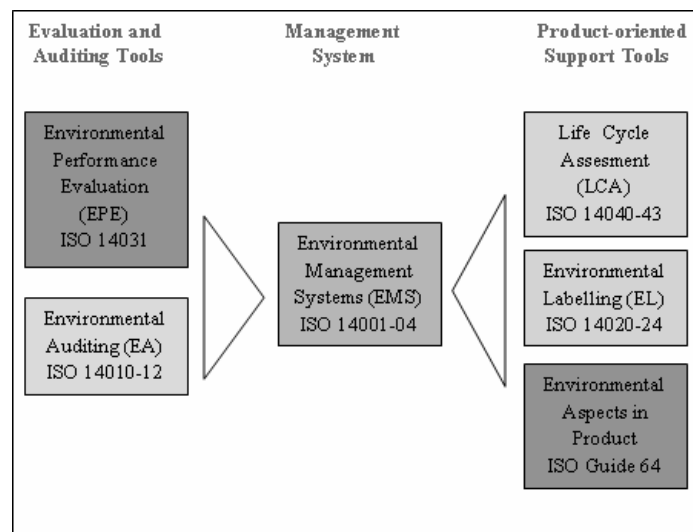 Evaluation and
Auditing Tools
Management
System
Product-oriented
Support Tools
Environmental
Performance
Evaluation
(EPE)
ISO 14031
Environmental
Auditing (EA)
ISO 14010-12
Environmental
Management
Systems (EMS)
ISO 14001-04
Life Cycle
Assesment
(LCA)
ISO 14040-43
Environmental
Labelling (EL)
ISO 14020-24
Environmental
Aspects in
Product
ISO Guide 64